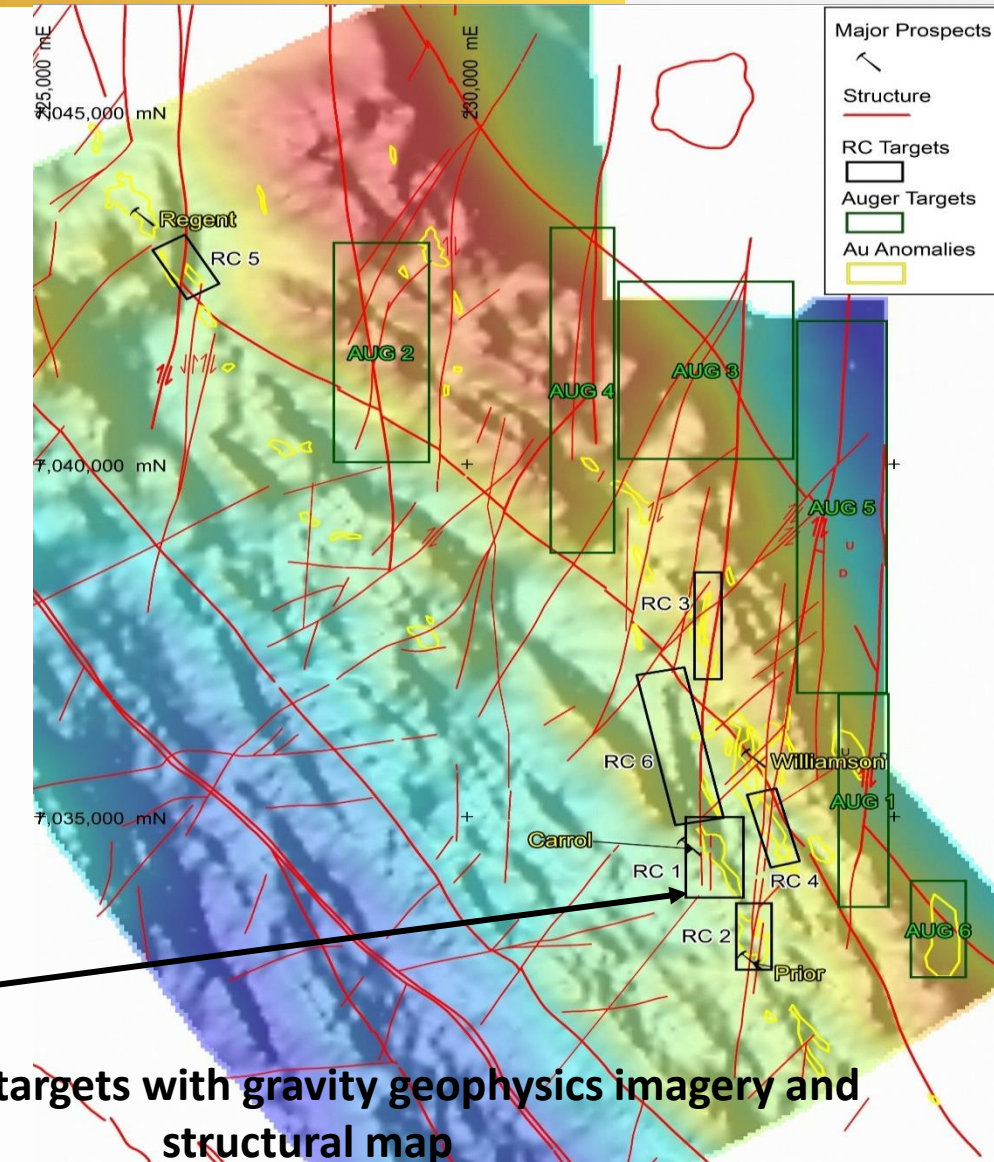 225,000 mE
230,000 mE
7,045,000 mN
Major Prospects
Structure
RC Targets
Auger Targets
Au Anomalies
Regent
RC 5
AUG 2
AUG 4
AUG 3
7,040,000 mN
AUG 5
U
D
RC 3
RC 6
Williamson
U
AUG 1
7,035,000 mN
Carrol
RC 1
RC 4
RC 2
AUG 6
Prior
targets with gravity geophysics imagery and
structural map